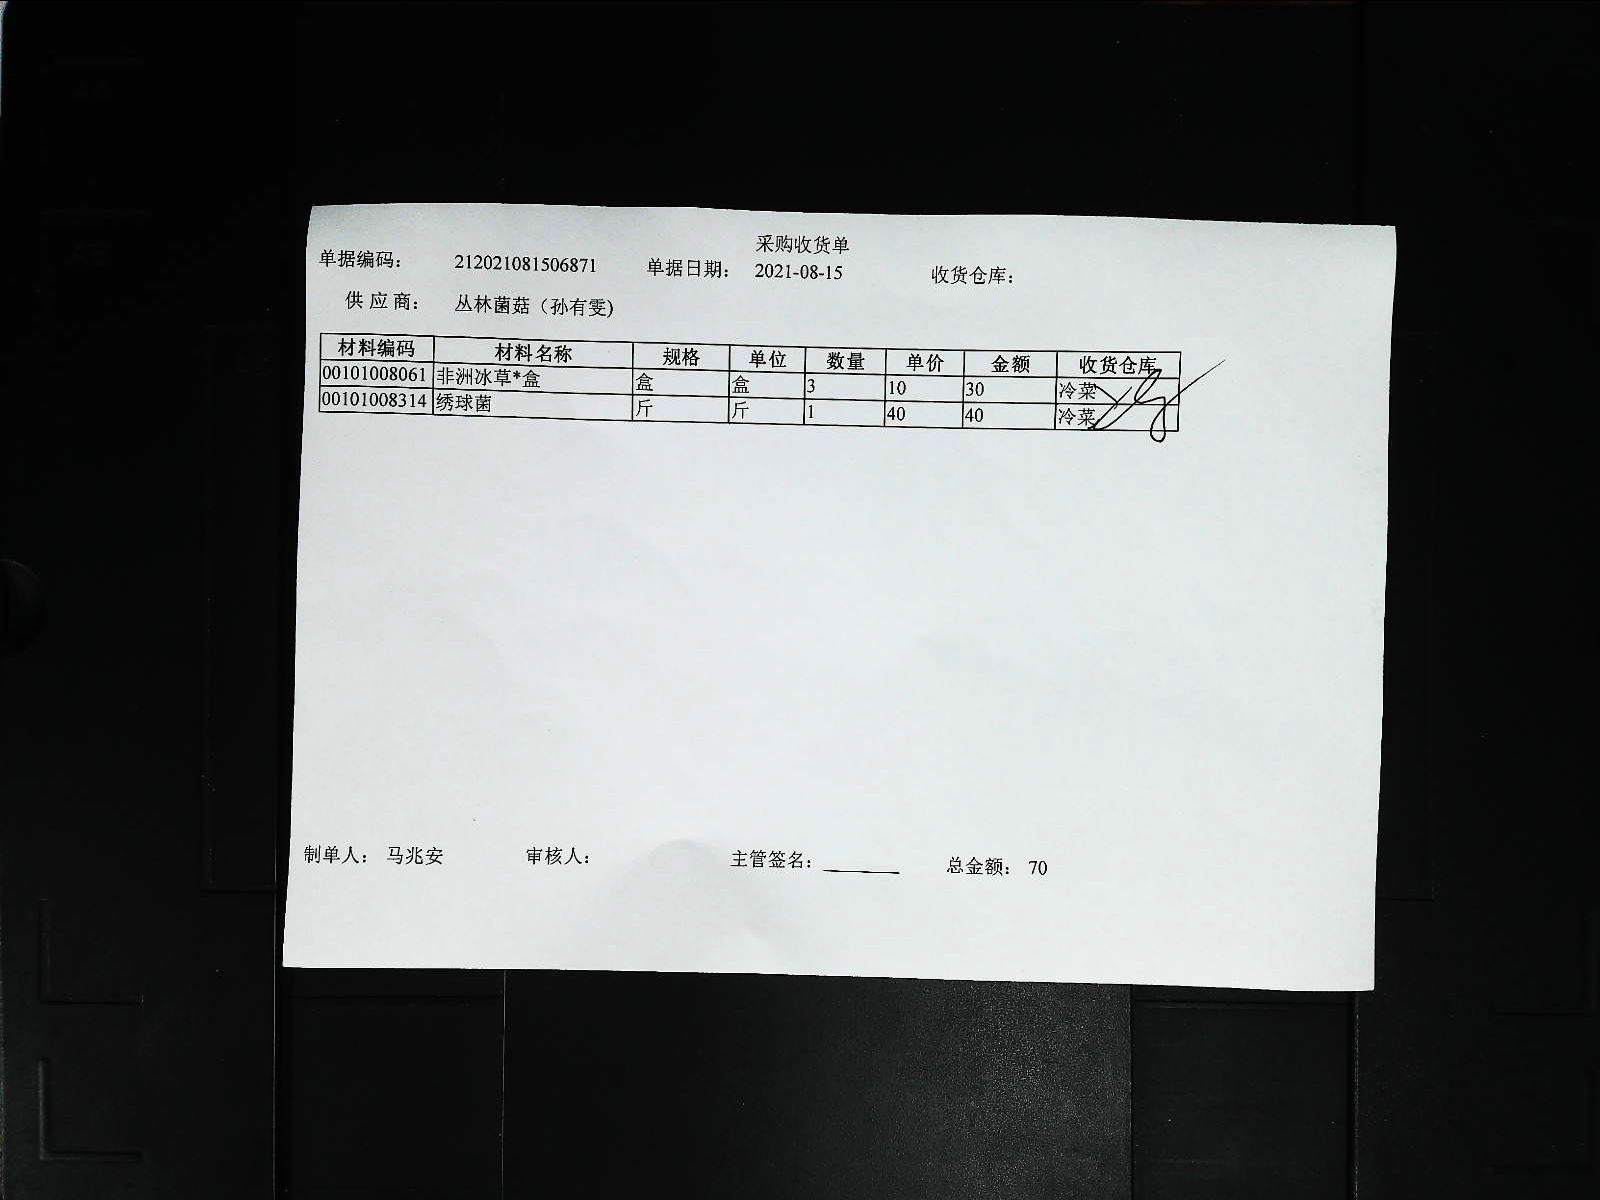 采购收货单
单据编码： 212021081506871 单据日期： 2021-08-15 收货仓库：
供应商： 丛林菌菇（孙有雯)
材料编码 材料名称 规格 单位 数量 单价 金额 收货仓库
00101008061 非洲冰草*盒 盒 盒 3 10 30 冷菜
00101008314 绣球菌 斤 斤 1 40 40 冷菜
制单人： 马兆安 审核人： 主管签名： 总金额： 70